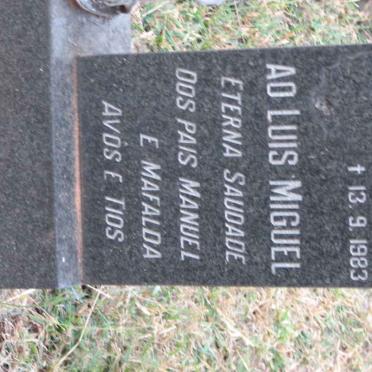 † 13.9.1983
AO LUIS MIGUEL
ETERNA SAUDADE
DOS PAIS MANUEL
E MAFALDA
AVÓS E TIOS